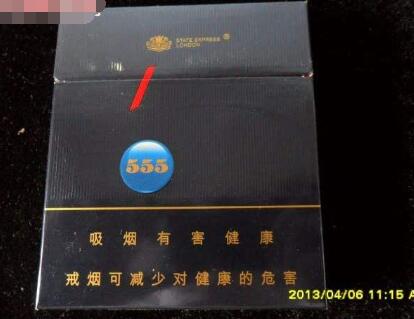 STATE EXPRESS ®
LONDON
555
吸烟有害健康
戒烟可减少对健康的危害
2013/04/06 11:15 A